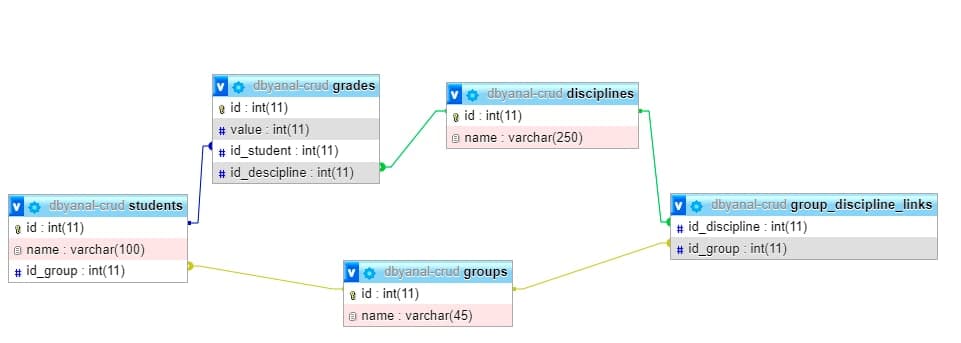 v dbyanal-crud grades
id : int(11)
# value : int(11)
# id_student : int(11)
# id_descipline : int(11)
v dbyanal-crud disciplines
id : int(11)
name : varchar(250)
v dbyanal-crud students
id : int(11)
name : varchar(100)
# id_group : int(11)
v dbyanal-crud group_discipline_links
# id_discipline : int(11)
# id_group : int(11)
v dbyanal-crud groups
id : int(11)
name : varchar(45)